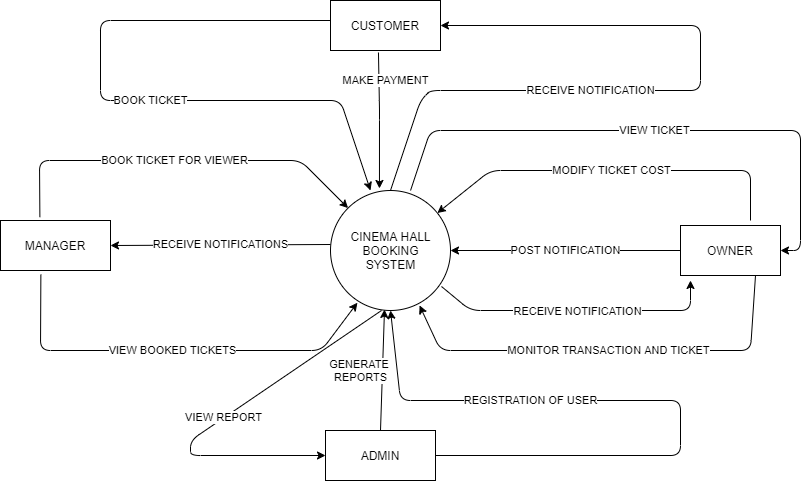 CUSTOMER
MAKE PAYMENT
BOOK TICKET
RECEIVE NOTIFICATION
VIEW TICKET
BOOK TICKET FOR VIEWER
MODIFY TICKET COST
MANAGER
RECEIVE NOTIFICATIONS
CINEMA HALL
BOOKING
SYSTEM
POST NOTIFICATION
OWNER
RECEIVE NOTIFICATION
VIEW BOOKED TICKETS
MONITOR TRANSACTION AND TICKET
GENERATE
REPORTS
REGISTRATION OF USER
VIEW REPORT
ADMIN